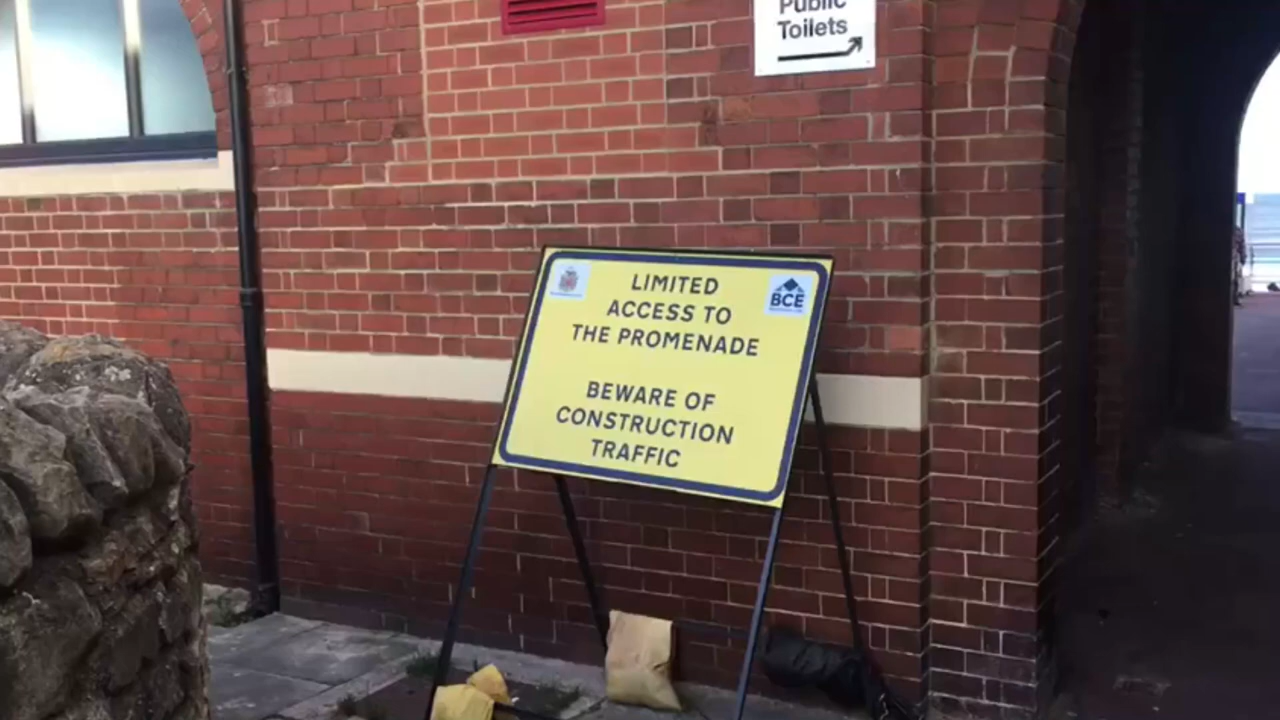 Public
Toilets
LIMITED
ACCESS TO
THE PROMENADE
BCE
BEWARE OF
CONSTRUCTION
TRAFFIC